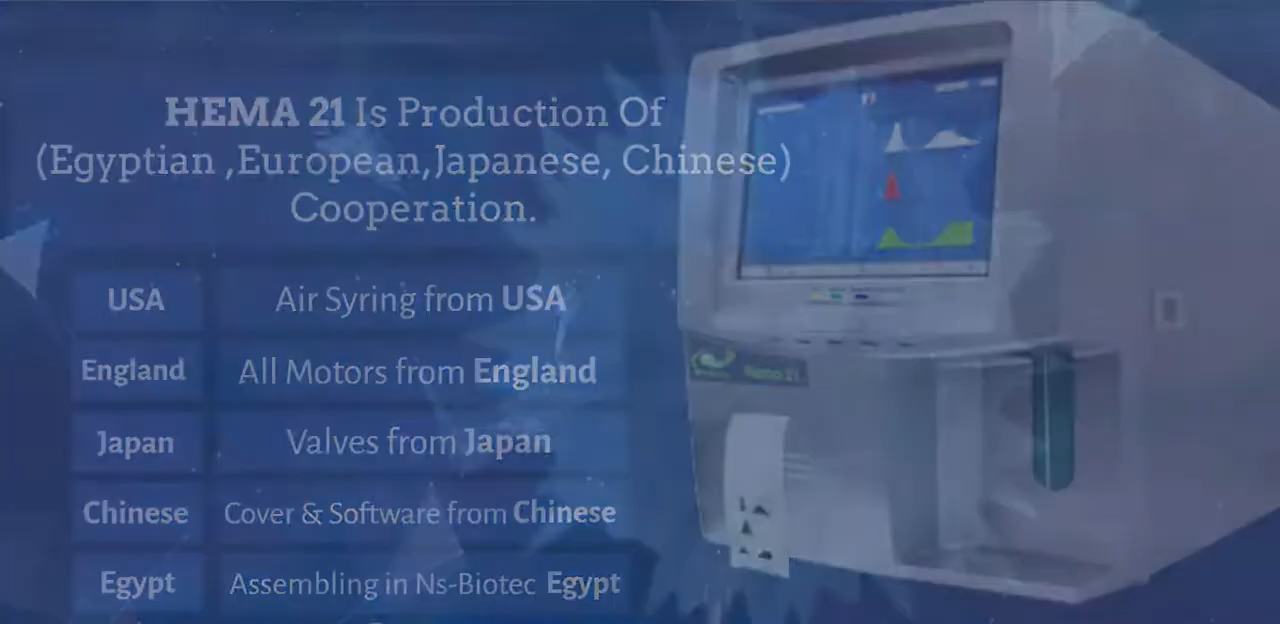 HEMA 21 Is Production Of
(Egyptian ,European,Japanese, Chinese)
Cooperation.
USA Air Syring from USA
England All Motors from England
Japan Valves from Japan
Chinese Cover & Software from Chinese
Egypt Assembling in Ns-Biotec Egypt
Hema 21